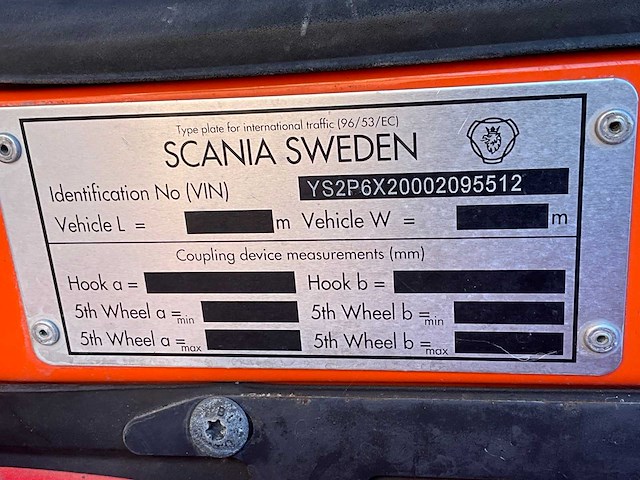 Type plate for international traffic (96/53/EC)
SCANIA SWEDEN
Identification No (VIN) YS2P6X20002095512
Vehicle L = m Vehicle W = m
Coupling device measurements (mm)
Hook a = Hook b =
5th Wheel a =min 5th Wheel b =min
5th Wheel a =max 5th Wheel b =max